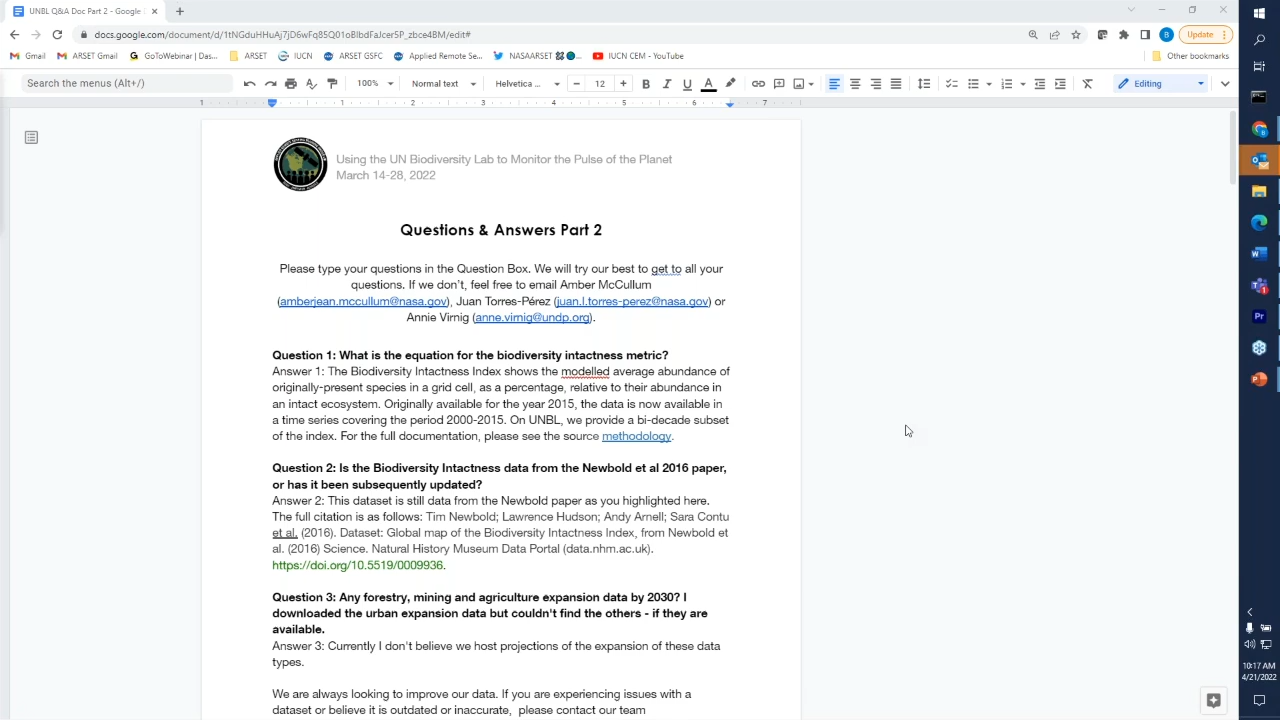 UNBL Q&A Doc Part 2 - Google
docs.google.com/document/d/1tNGduHHuAj7jD6wFq85Q01oBlbdFaJcer5P_zbce4BM/edit#
B
Update
Gmail
ARSET Gmail
GoToWebinar | Das...
ARSET
IUCN
ARSET GSFC
Applied Remote Se...
NASAARSET
IUCN CEM - YouTube
Other bookmarks
Search the menus (Alt+/)
100%
Normal text
Helvetica ...
12
B
I
U
A
Editing
1 1 2 3 4 5 6 7
Using the UN Biodiversity Lab to Monitor the Pulse of the Planet
March 14-28, 2022
Questions & Answers Part 2
Please type your questions in the Question Box. We will try our best to get to all your
questions. If we don't, feel free to email Amber McCullum
(amberjean.mccullum@nasa.gov), Juan Torres-Pérez (juan.l.torres-perez@nasa.gov) or
Annie Virnig (anne.virnig@undp.org).
Question 1: What is the equation for the biodiversity intactness metric?
Answer 1: The Biodiversity Intactness Index shows the modelled average abundance of
originally-present species in a grid cell, as a percentage, relative to their abundance in
an intact ecosystem. Originally available for the year 2015, the data is now available in
a time series covering the period 2000-2015. On UNBL, we provide a bi-decade subset
of the index. For the full documentation, please see the source methodology.
Question 2: Is the Biodiversity Intactness data from the Newbold et al 2016 paper,
or has it been subsequently updated?
Answer 2: This dataset is still data from the Newbold paper as you highlighted here.
The full citation is as follows: Tim Newbold; Lawrence Hudson; Andy Arnell; Sara Contu
et al. (2016). Dataset: Global map of the Biodiversity Intactness Index, from Newbold et
al. (2016) Science. Natural History Museum Data Portal (data.nhm.ac.uk).
https://doi.org/10.5519/0009936.
Question 3: Any forestry, mining and agriculture expansion data by 2030? I
downloaded the urban expansion data but couldn't find the others - if they are
available.
Answer 3: Currently I don't believe we host projections of the expansion of these data
types.
We are always looking to improve our data. If you are experiencing issues with a
dataset or believe it is outdated or inaccurate, please contact our team
10:17 AM
4/21/2022